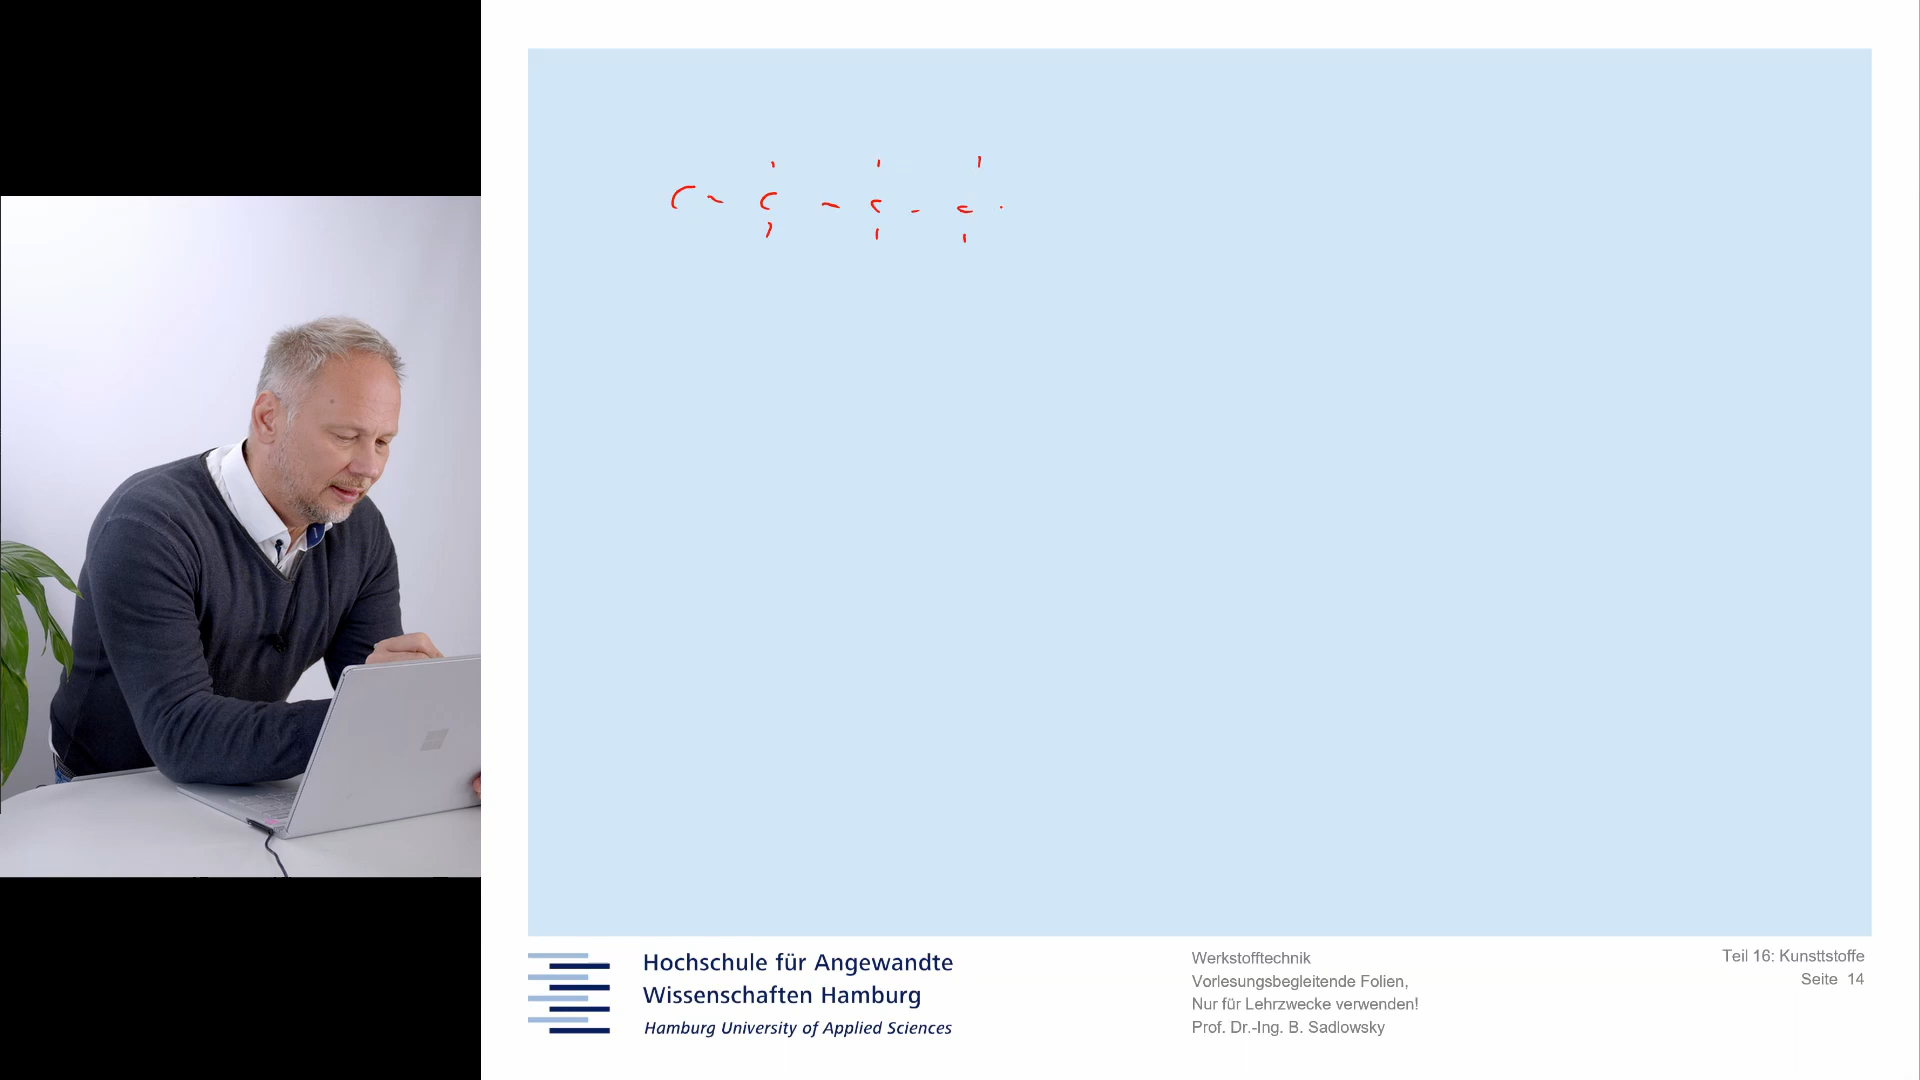 C - C - C - C -
Hochschule für Angewandte
Wissenschaften Hamburg
Hamburg University of Applied Sciences
Werkstofftechnik
Vorlesungsbegleitende Folien,
Nur für Lehrzwecke verwenden!
Prof. Dr.-Ing. B. Sadlowsky
Teil 16: Kunsttstoffe
Seite 14